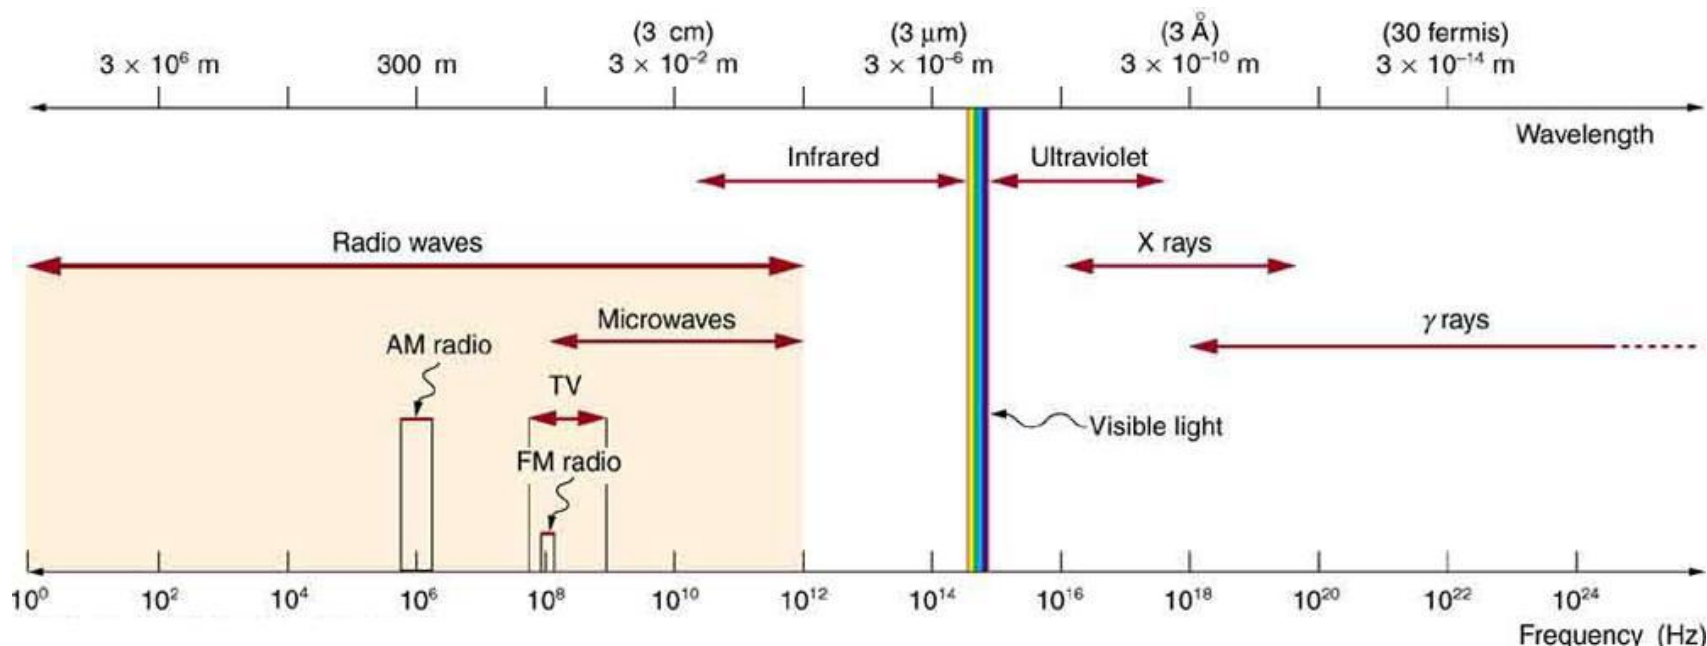 (3 cm) (3 μm) (3 Å) (30 fermis)
3 × 10⁶ m 300 m 3 × 10⁻² m 3 × 10⁻⁶ m 3 × 10⁻¹⁰ m 3 × 10⁻¹⁴ m
Wavelength
Infrared Ultraviolet
Radio waves X rays
Microwaves γ rays
AM radio
TV
Visible light
FM radio
10⁰ 10² 10⁴ 10⁶ 10⁸ 10¹⁰ 10¹² 10¹⁴ 10¹⁶ 10¹⁸ 10²⁰ 10²² 10²⁴
Frequency (Hz)